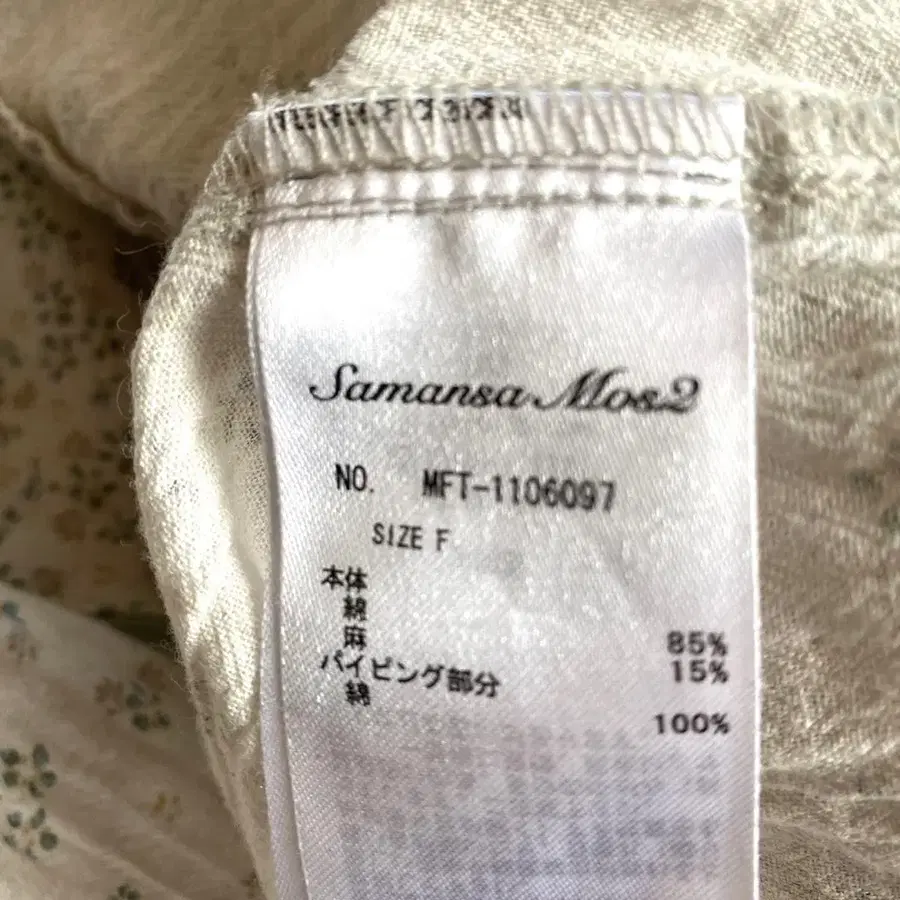 Samansa Mos2
NO. MFT-1106097
SIZE F
本体
綿 85%
麻 15%
パイピング部分
綿 100%